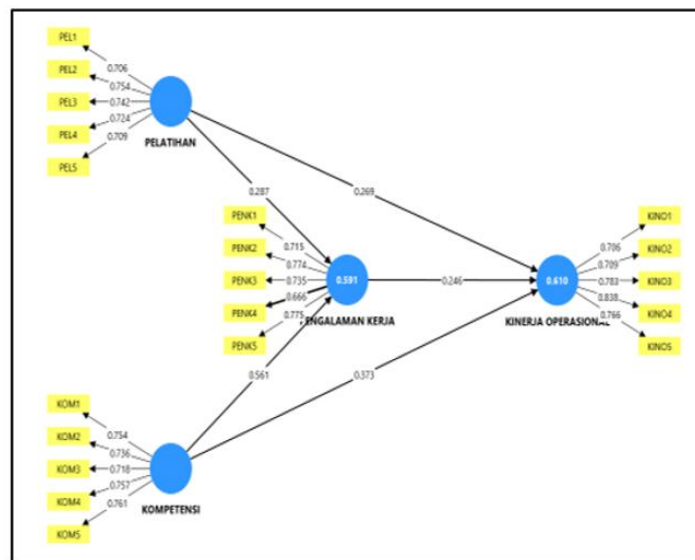 PEL1
PEL2
PEL3
PEL4
PEL5
0.706
0.754
0.742
0.724
0.709
PELATIHAN
0.287
0.269
PENK1
PENK2
PENK3
PENK4
PENK5
0.715
0.774
0.735
0.666
0.775
0.591
ENGALAMAN KERJA
0.246
KINO1
KINO2
KINO3
KINO4
KINO5
0.706
0.709
0.783
0.838
0.766
0.610
KINERJA OPERASIONAL
0.561
0.373
KOM1
KOM2
KOM3
KOM4
KOM5
0.754
0.736
0.718
0.757
0.761
KOMPETENSI